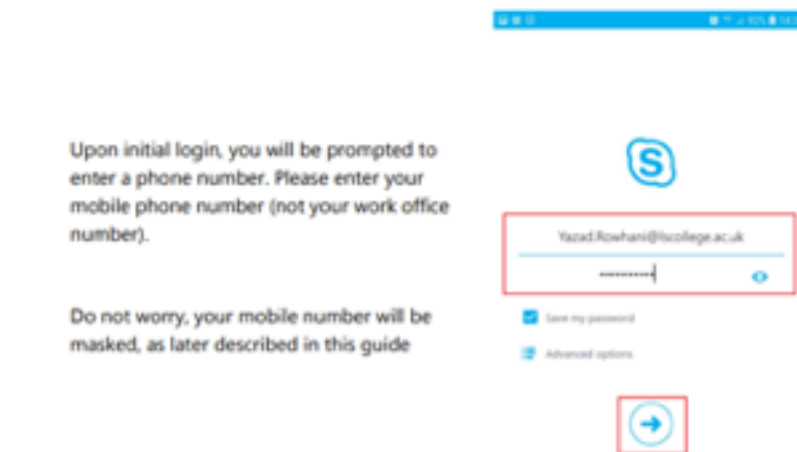 Upon initial login, you will be prompted to
enter a phone number. Please enter your
mobile phone number (not your work office
number).
Do not worry, your mobile number will be
masked, as later described in this guide
S
Yazad.Rowhani@lscollege.ac.uk
Save my password
Advanced options